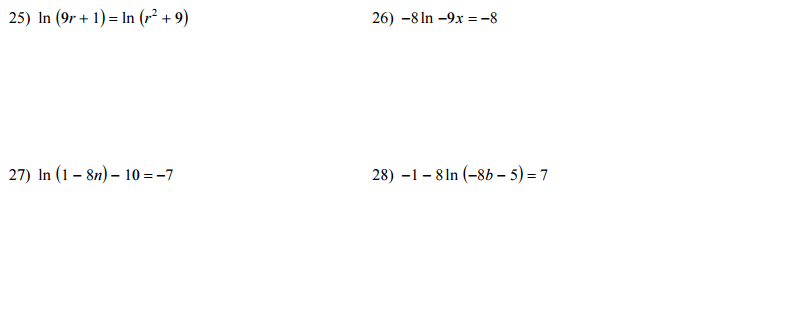 25) ln (9r + 1) = ln (r² + 9)
26) −8 ln −9x = −8
27) ln (1 − 8n) − 10 = −7
28) −1 − 8 ln (−8b − 5) = 7